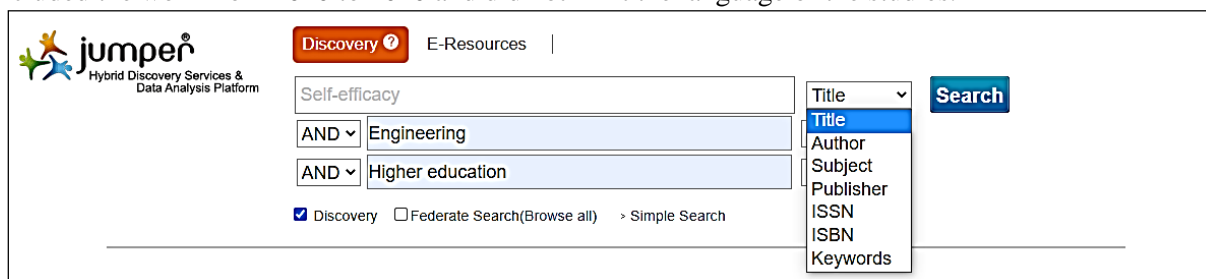 jumper
Hybrid Discovery Services &
Data Analysis Platform
Discovery ?
E-Resources |
Self-efficacy
Title
Search
AND Engineering
AND Higher education
Title
Author
Subject
Publisher
ISSN
ISBN
Keywords
Discovery Federate Search(Browse all) > Simple Search